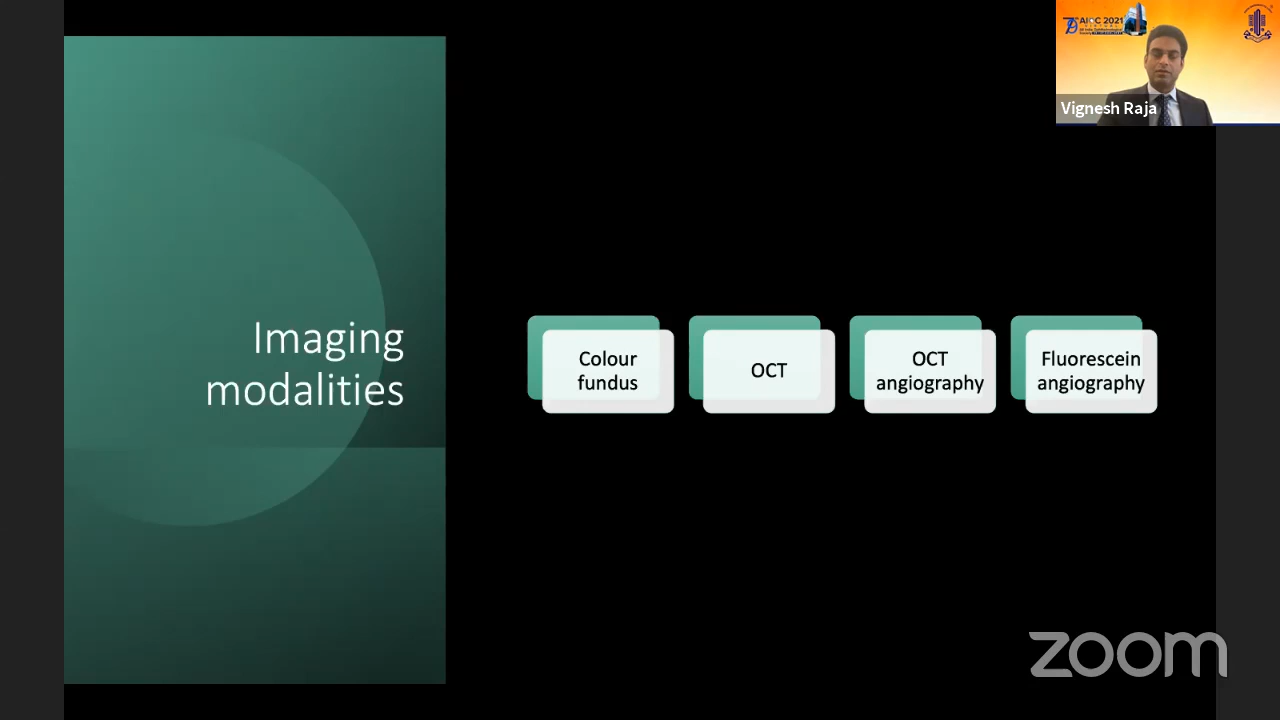 AIOC 2021
Vignesh Raja
Imaging
modalities
Colour
fundus
OCT
OCT
angiography
Fluorescein
angiography
zoom